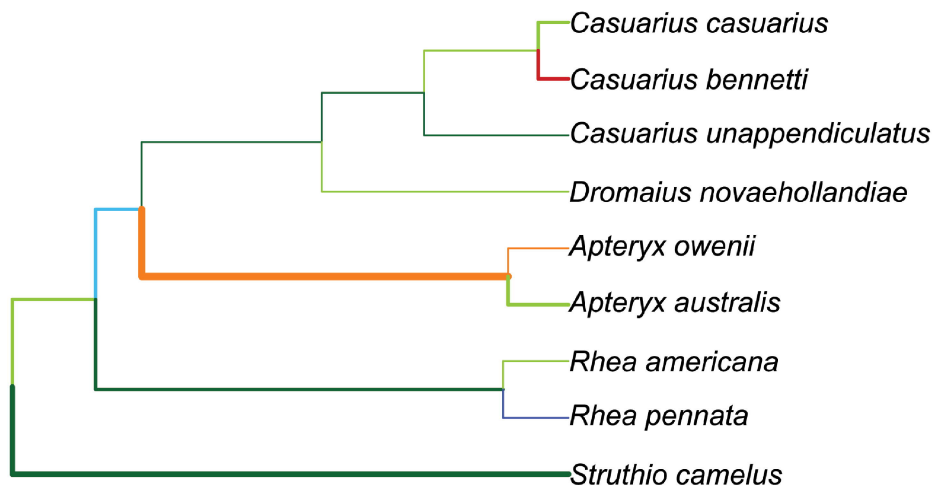 Casuarius casuarius
Casuarius bennetti
Casuarius unappendiculatus
Dromaius novaehollandiae
Apteryx owenii
Apteryx australis
Rhea americana
Rhea pennata
Struthio camelus